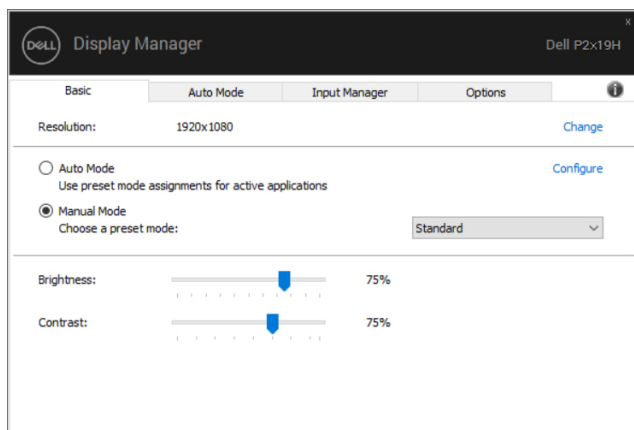 x
DELL Display Manager Dell P2x19H
Basic Auto Mode Input Manager Options i
Resolution: 1920x1080 Change
Auto Mode Configure
Use preset mode assignments for active applications
Manual Mode
Choose a preset mode: Standard
Brightness: 75%
Contrast: 75%